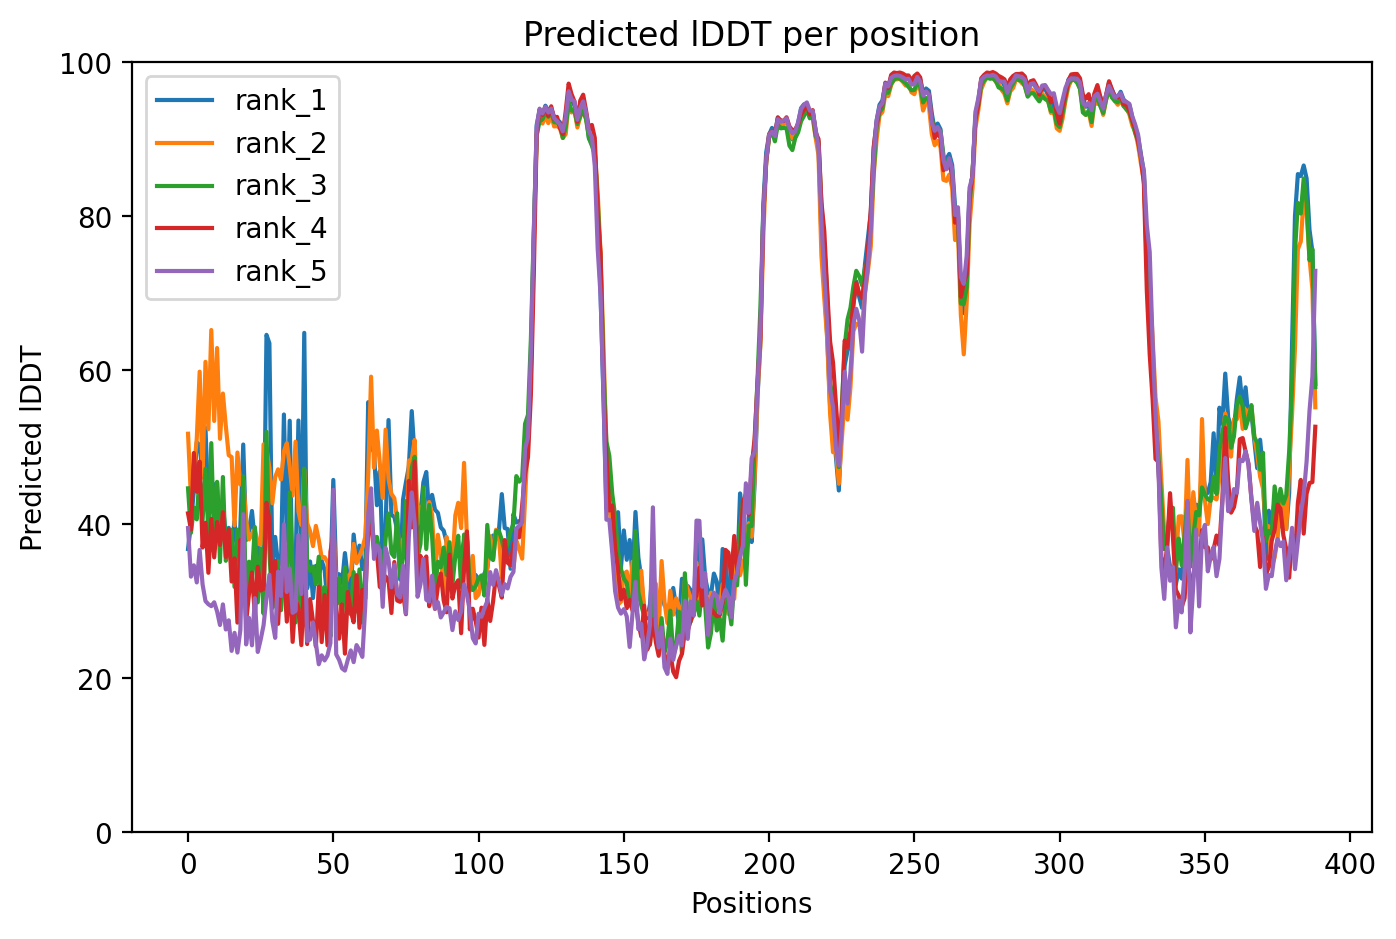 Predicted lDDT per position
100
80
60
40
20
0
Predicted lDDT
rank_1
rank_2
rank_3
rank_4
rank_5
0 50 100 150 200 250 300 350 400
Positions